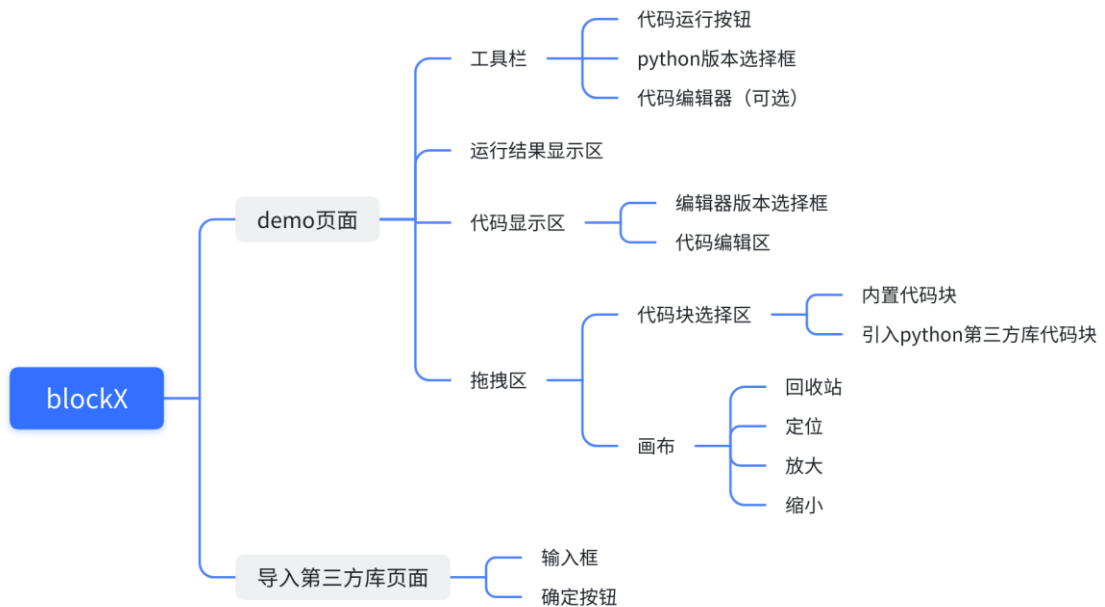 blockX
demo页面
工具栏
代码运行按钮
python版本选择框
代码编辑器（可选）
运行结果显示区
代码显示区
编辑器版本选择框
代码编辑区
拖拽区
代码块选择区
内置代码块
引入python第三方库代码块
画布
回收站
定位
放大
缩小
导入第三方库页面
输入框
确定按钮